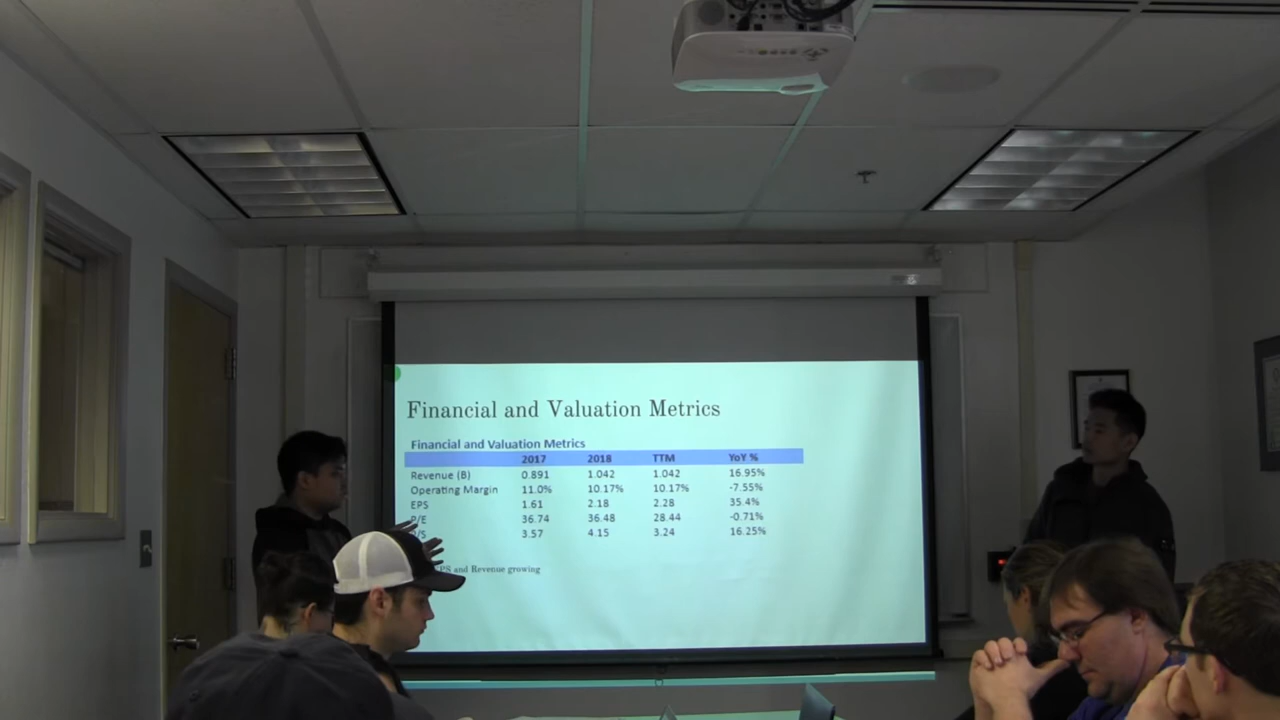 Financial and Valuation Metrics
Financial and Valuation Metrics
2017 2018 TTM YoY %
Revenue (B) 0.891 1.042 1.042 16.95%
Operating Margin 11.0% 10.17% 10.17% -7.55%
EPS 1.61 2.18 2.28 35.4%
P/E 36.74 36.48 28.44 -0.71%
P/S 3.57 4.15 3.24 16.25%
EPS and Revenue growing